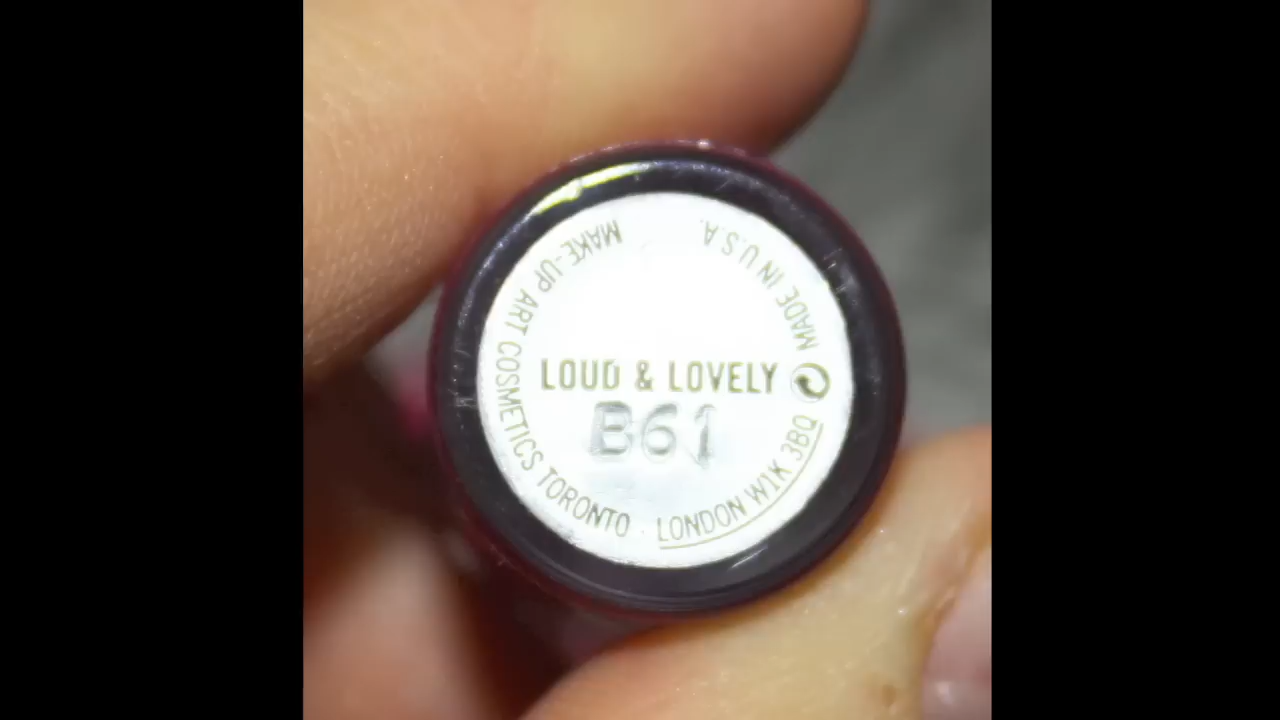 LOUD & LOVELY
B61
MAKE-UP ART COSMETICS TORONTO · LONDON W1K 3BQ
MADE IN U.S.A.